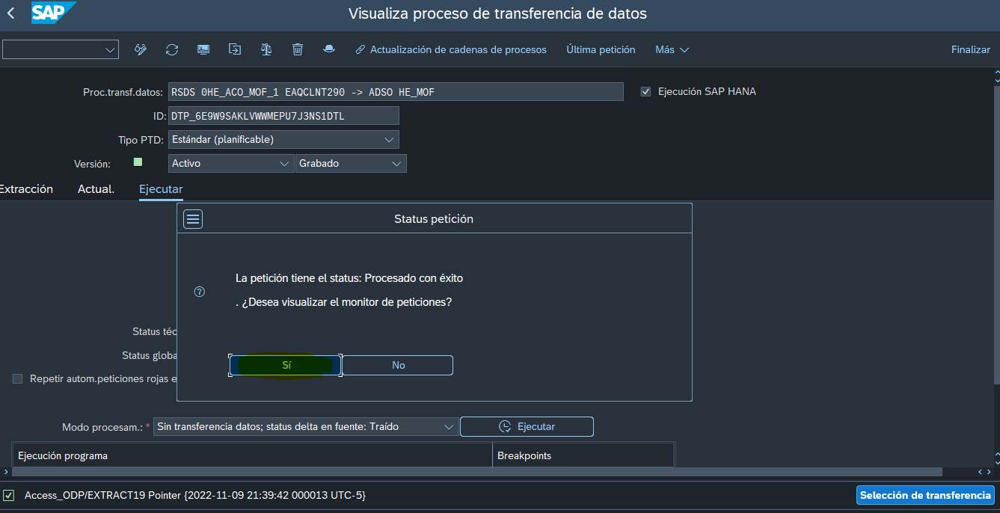 SAP
Visualiza proceso de transferencia de datos
Actualización de cadenas de procesos Última petición Más Finalizar
Proc.transf.datos: RSDS 0HE_ACO_MOF_1 EAQCLNT290 -> ADSO HE_MOF Ejecución SAP HANA
ID: DTP_6E9W9SAKLVWWMEPU7J3NS1DTL
Tipo PTD: Estándar (planificable)
Versión: Activo Grabado
Extracción Actual. Ejecutar
Status petición
La petición tiene el status: Procesado con éxito
. ¿Desea visualizar el monitor de peticiones?
Status téc
Status globa
Sí No
Repetir autom.peticiones rojas e
Modo procesam.: * Sin transferencia datos; status delta en fuente: Traído Ejecutar
Ejecución programa Breakpoints
Access_ODP/EXTRACT19 Pointer {2022-11-09 21:39:42 000013 UTC-5} Selección de transferencia